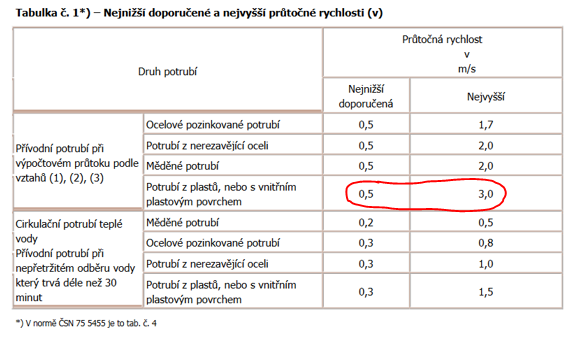 Tabulka č. 1*) – Nejnižší doporučené a nejvyšší průtočné rychlosti (v)
Druh potrubí
Průtočná rychlost
v
m/s
Nejnižší
doporučená
Nejvyšší
Přívodní potrubí při
výpočtovém průtoku podle
vztahů (1), (2), (3)
Ocelové pozinkované potrubí 0,5 1,7
Potrubí z nerezavějící oceli 0,5 2,0
Měděné potrubí 0,5 2,0
Potrubí z plastů, nebo s vnitřním
plastovým povrchem 0,5 3,0
Cirkulační potrubí teplé
vody
Přívodní potrubí při
nepřetržitém odběru vody
který trvá déle než 30
minut
Měděné potrubí 0,2 0,5
Ocelové pozinkované potrubí 0,3 0,8
Potrubí z nerezavějící oceli 0,3 1,0
Potrubí z plastů, nebo s vnitřním
plastovým povrchem 0,3 1,5
*) V normě ČSN 75 5455 je to tab. č. 4